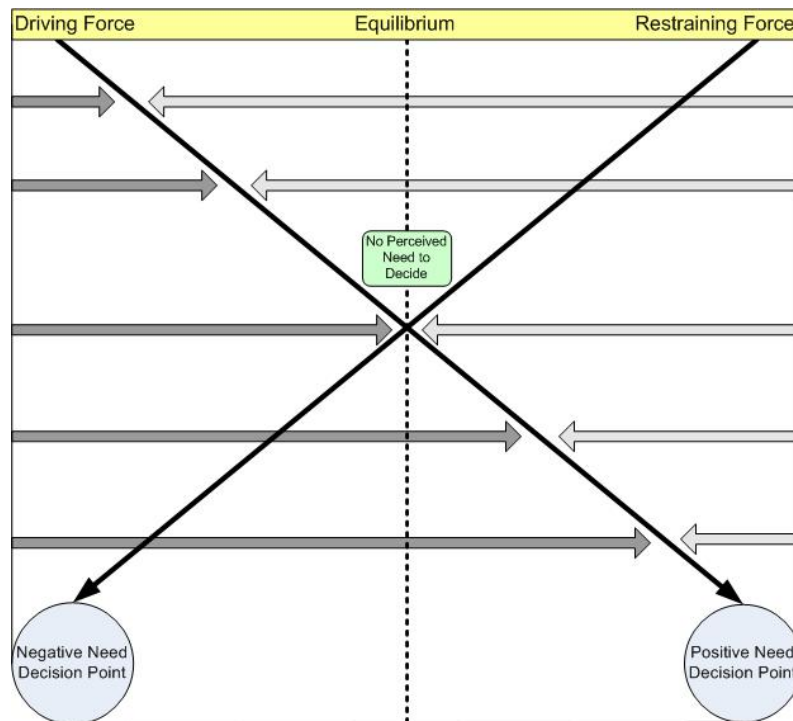 Driving Force
Equilibrium
Restraining Force
No Perceived
Need to
Decide
Negative Need
Decision Point
Positive Need
Decision Point